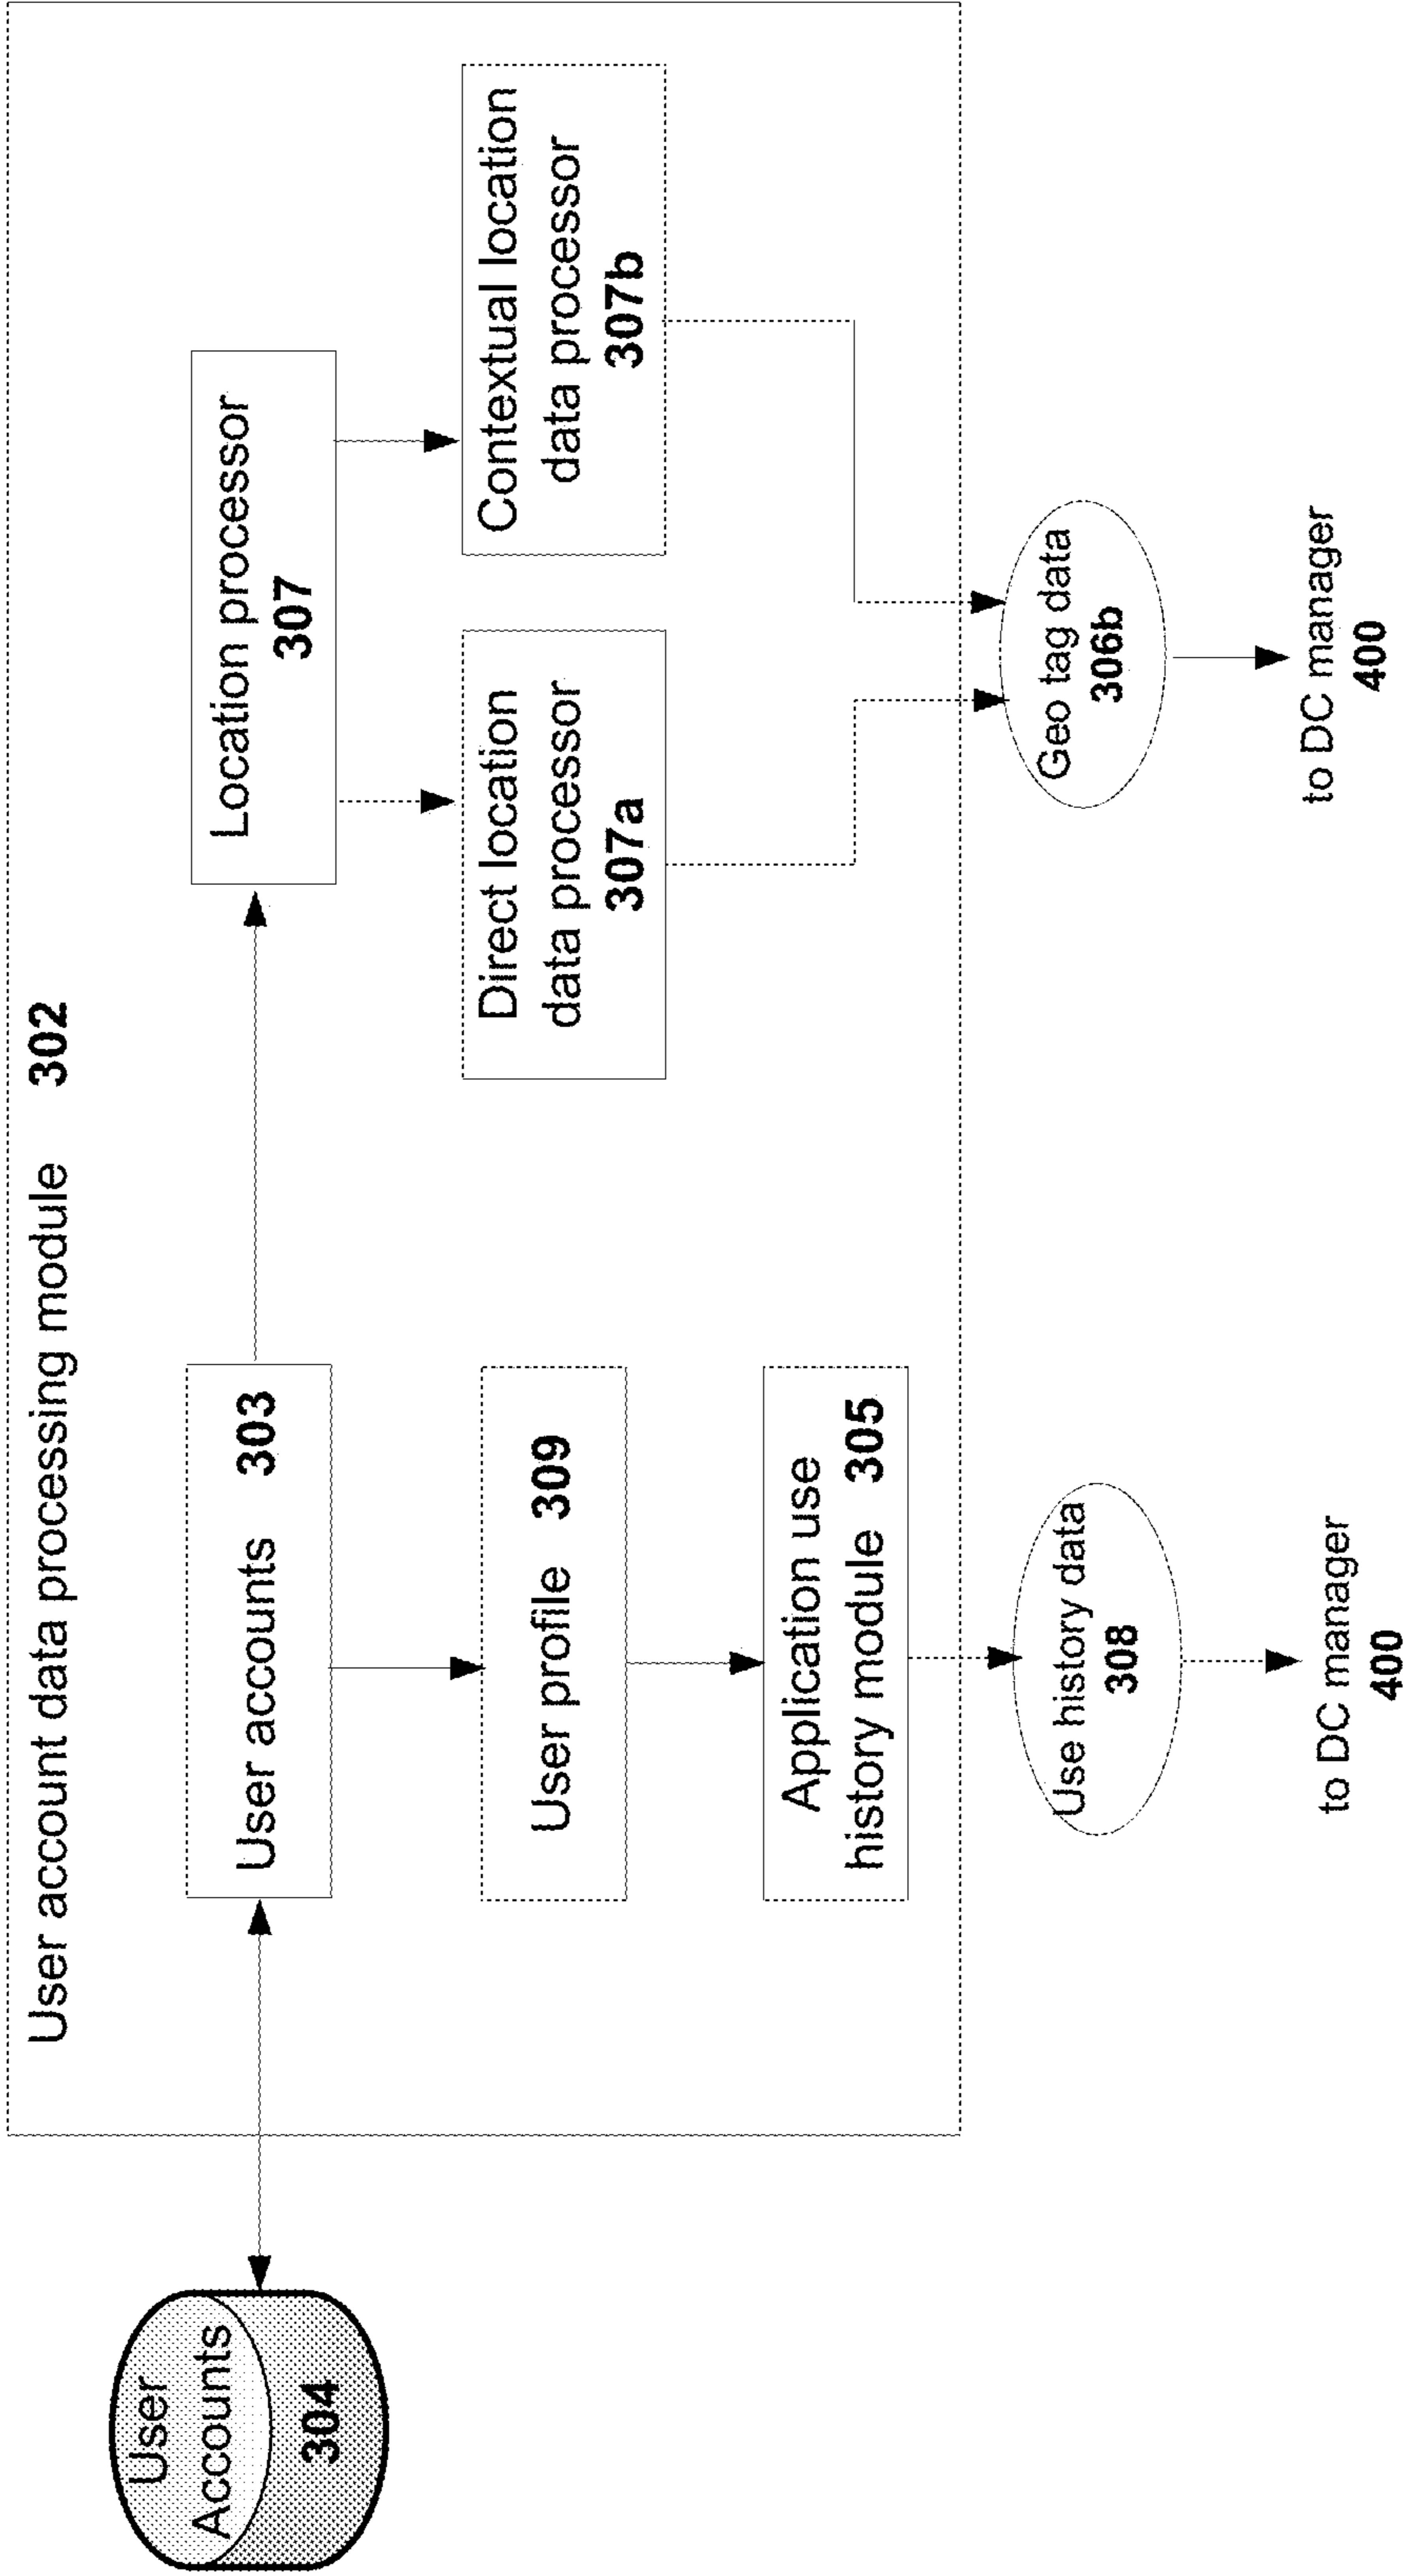 User account data processing module 302
User
Accounts
304
User accounts 303
Location processor
307
User profile 309
Direct location
data processor
307a
Contextual location
data processor
307b
Application use
history module 305
Use history data
308
Geo tag data
306b
to DC manager
400
to DC manager
400